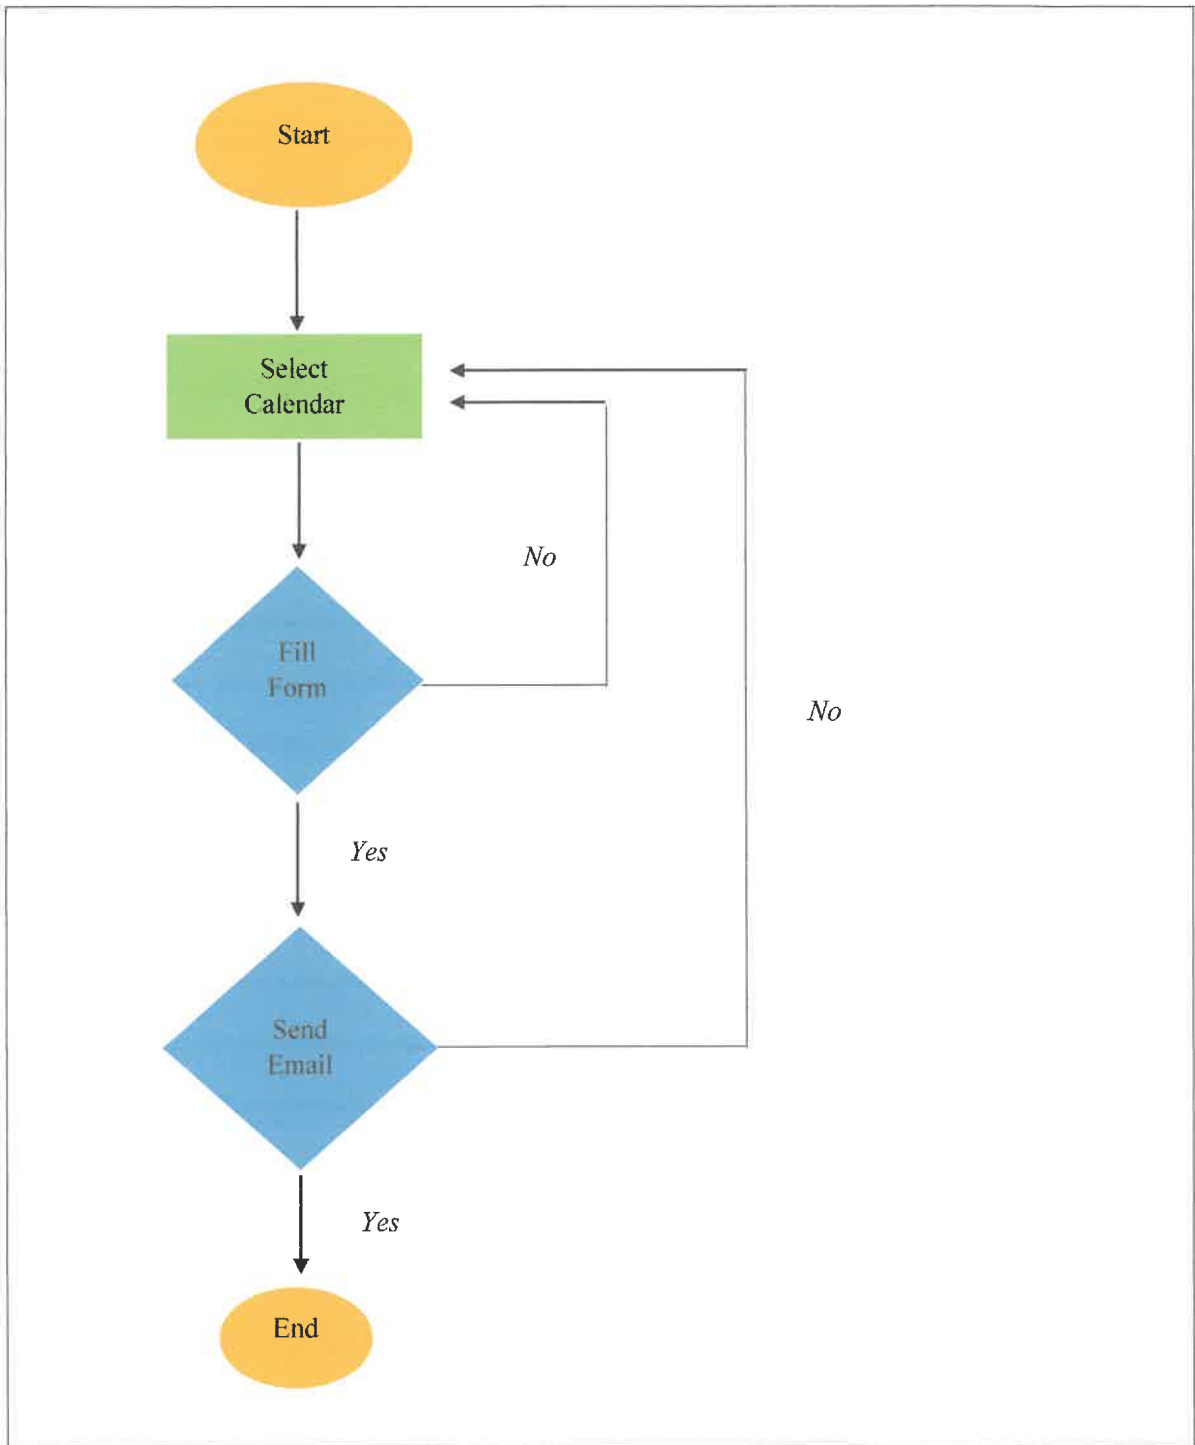 Start
Select
Calendar
No
Fill
Form
No
Yes
Send
Email
Yes
End